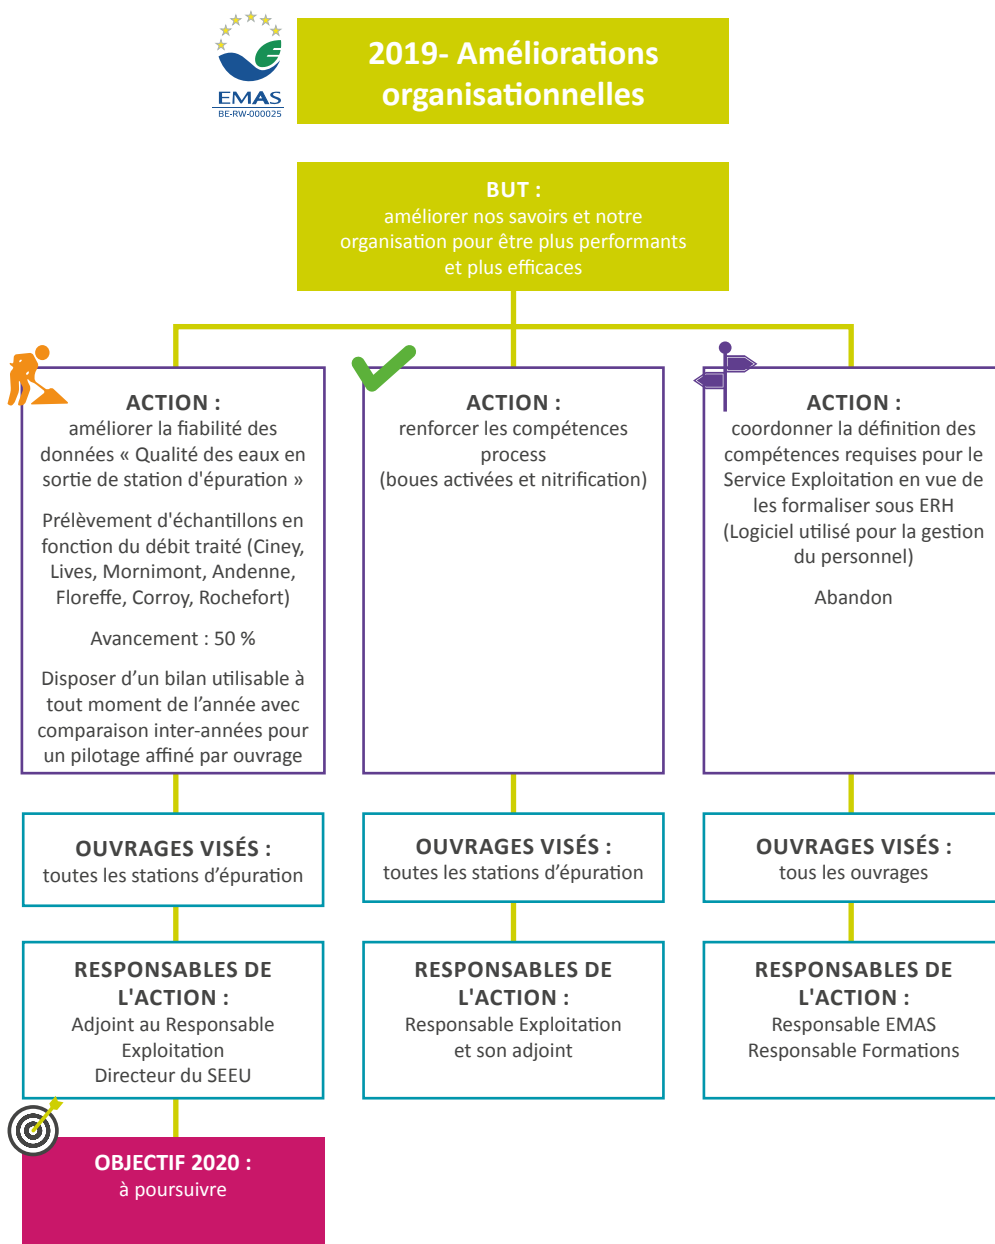 EMAS
BE-RW-000025
2019- Améliorations
organisationnelles
BUT :
améliorer nos savoirs et notre
organisation pour être plus performants
et plus efficaces
ACTION :
améliorer la fiabilité des
données « Qualité des eaux en
sortie de station d'épuration »
Prélèvement d'échantillons en
fonction du débit traité (Ciney,
Lives, Mornimont, Andenne,
Floreffe, Corroy, Rochefort)
Avancement : 50 %
Disposer d’un bilan utilisable à
tout moment de l’année avec
comparaison inter-années pour
un pilotage affiné par ouvrage
OUVRAGES VISÉS :
toutes les stations d’épuration
RESPONSABLES DE
L'ACTION :
Adjoint au Responsable
Exploitation
Directeur du SEEU
OBJECTIF 2020 :
à poursuivre
ACTION :
renforcer les compétences
process
(boues activées et nitrification)
OUVRAGES VISÉS :
toutes les stations d’épuration
RESPONSABLES DE
L'ACTION :
Responsable Exploitation
et son adjoint
ACTION :
coordonner la définition des
compétences requises pour le
Service Exploitation en vue de
les formaliser sous ERH
(Logiciel utilisé pour la gestion
du personnel)
Abandon
OUVRAGES VISÉS :
tous les ouvrages
RESPONSABLES DE
L'ACTION :
Responsable EMAS
Responsable Formations